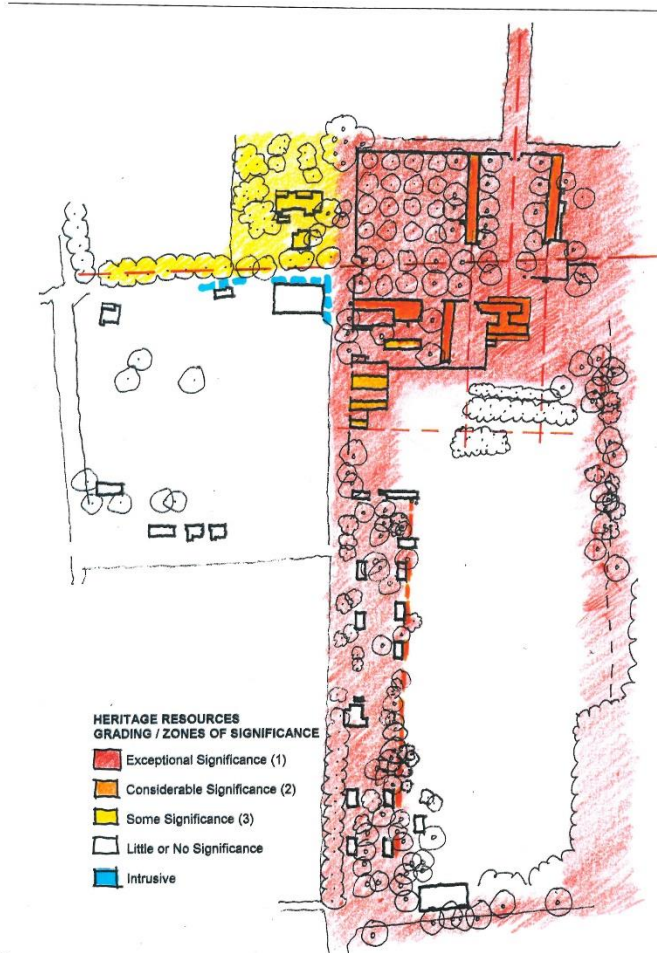 HERITAGE RESOURCES
GRADING / ZONES OF SIGNIFICANCE
Exceptional Significance (1)
Considerable Significance (2)
Some Significance (3)
Little or No Significance
Intrusive